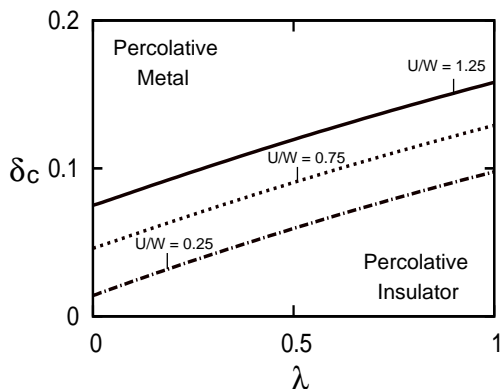 0.2
Percolative
Metal
U/W = 1.25
δc
0.1
U/W = 0.75
U/W = 0.25
Percolative
Insulator
0
0
0.5
1
λ